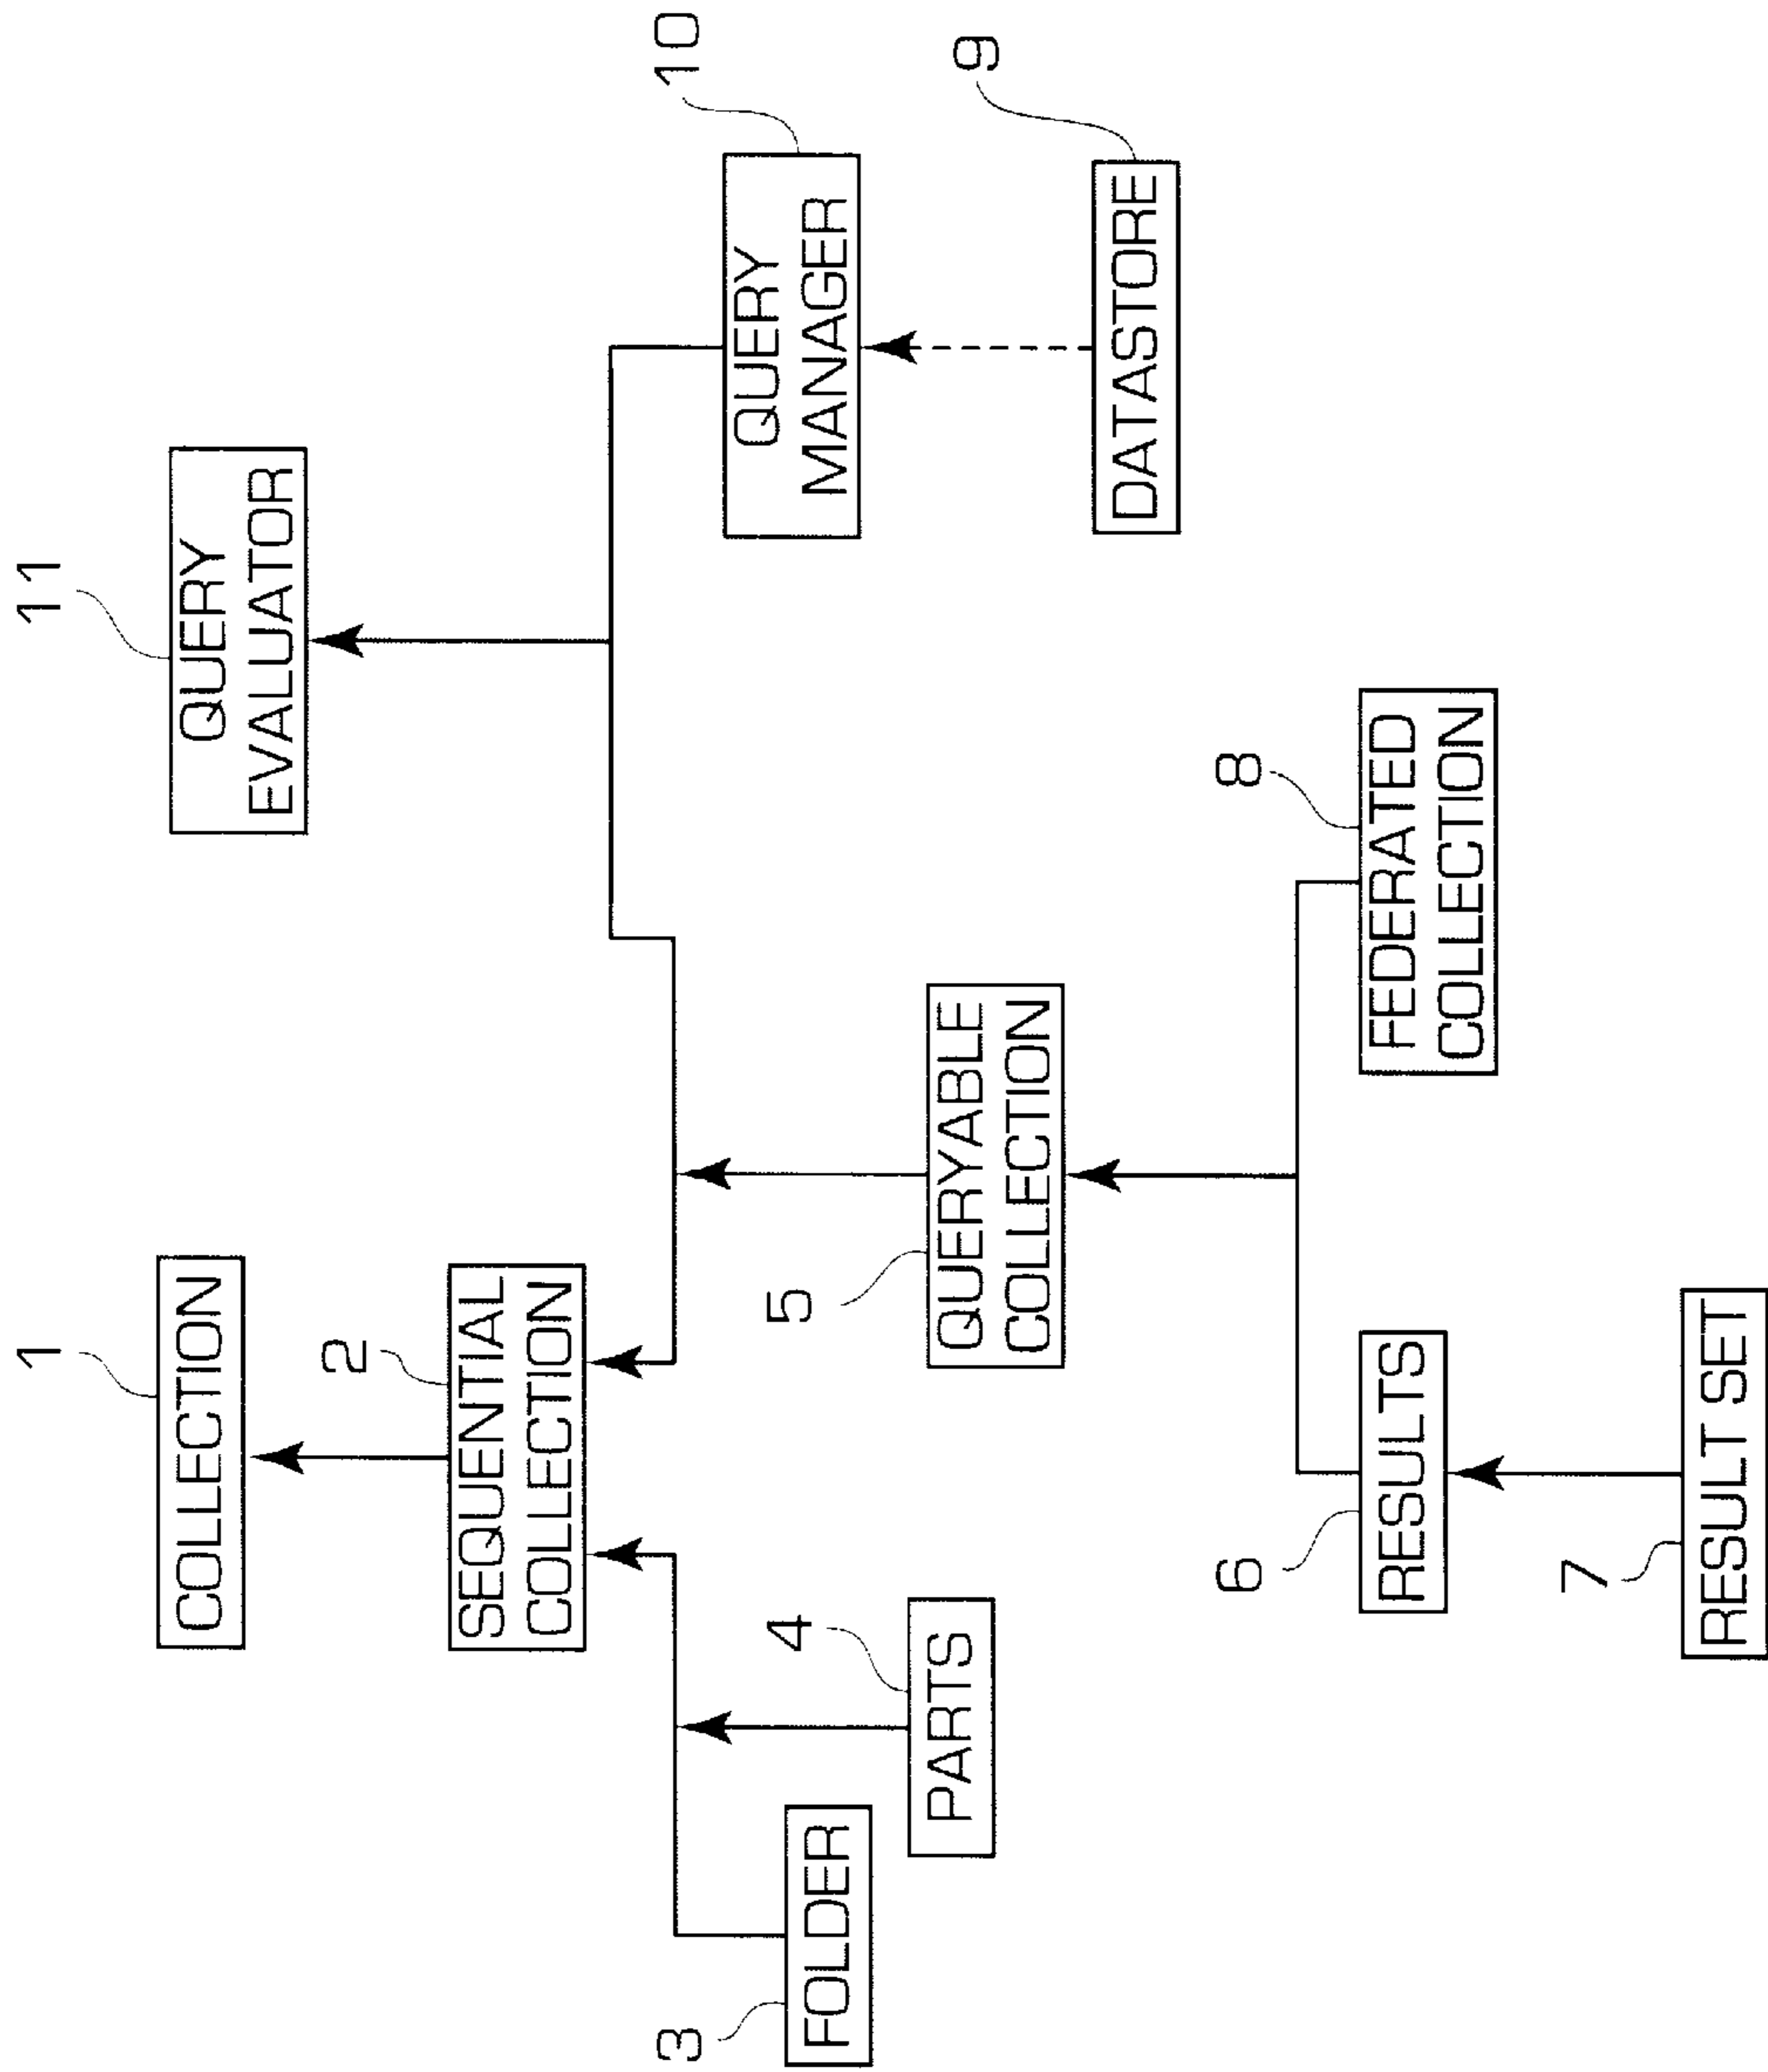 1
COLLECTION
11
QUERY
EVALUATOR
2
SEQUENTIAL
COLLECTION
10
QUERY
MANAGER
3
FOLDER
4
PARTS
5
QUERYABLE
COLLECTION
9
DATASTORE
6
RESULTS
8
FEDERATED
COLLECTION
7
RESULT SET